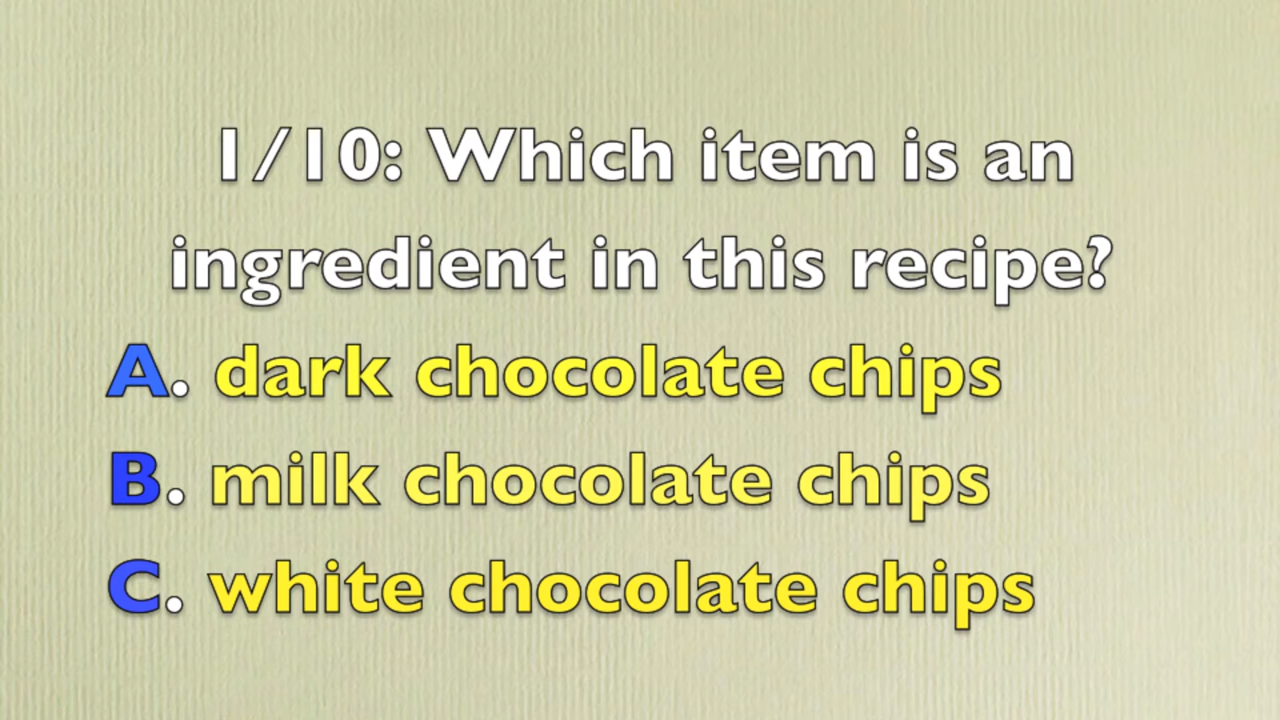 1/10: Which item is an
ingredient in this recipe?
A. dark chocolate chips
B. milk chocolate chips
C. white chocolate chips